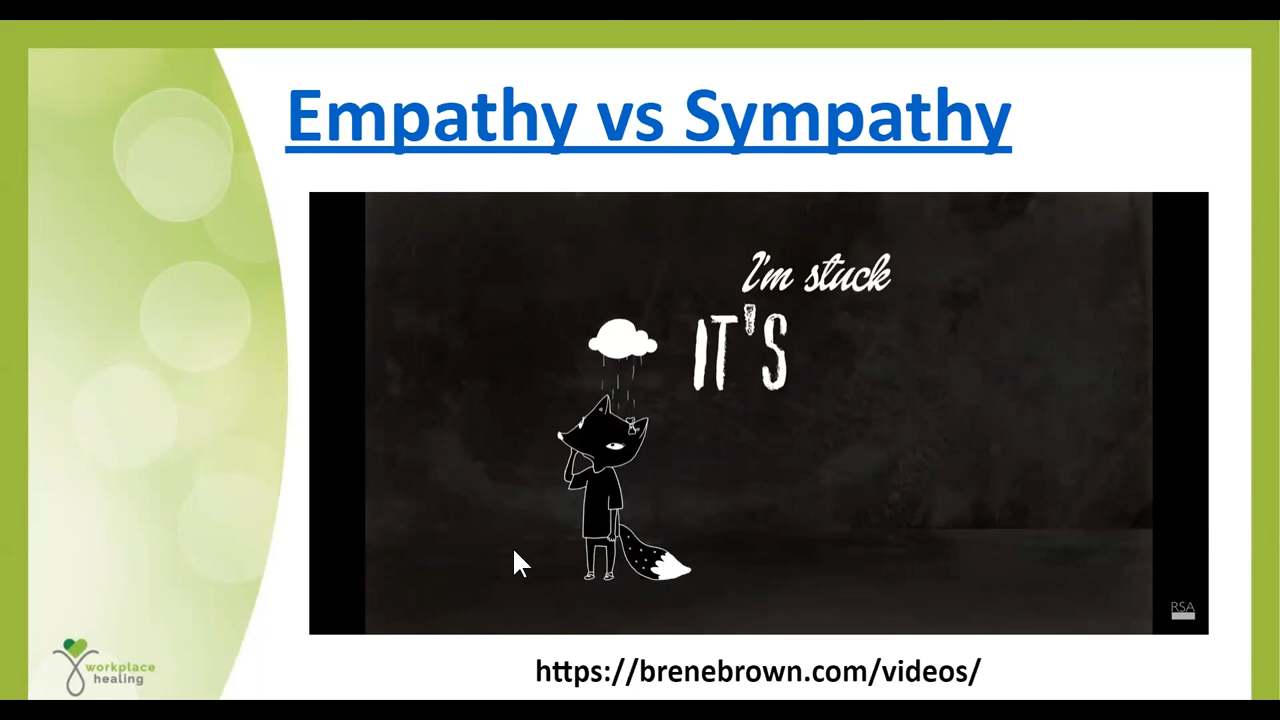 Empathy vs Sympathy
I'm stuck
IT'S
RSA
workplace
healing
https://brenebrown.com/videos/